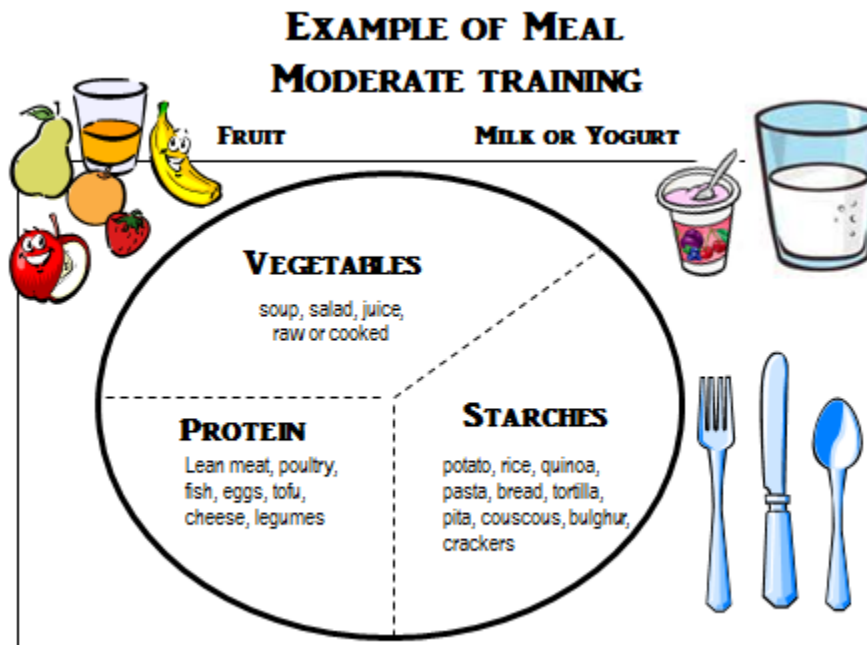 EXAMPLE OF MEAL
MODERATE TRAINING
FRUIT
MILK OR YOGURT
VEGETABLES
soup, salad, juice,
raw or cooked
PROTEIN
Lean meat, poultry,
fish, eggs, tofu,
cheese, legumes
STARCHES
potato, rice, quinoa,
pasta, bread, tortilla,
pita, couscous, bulghur,
crackers